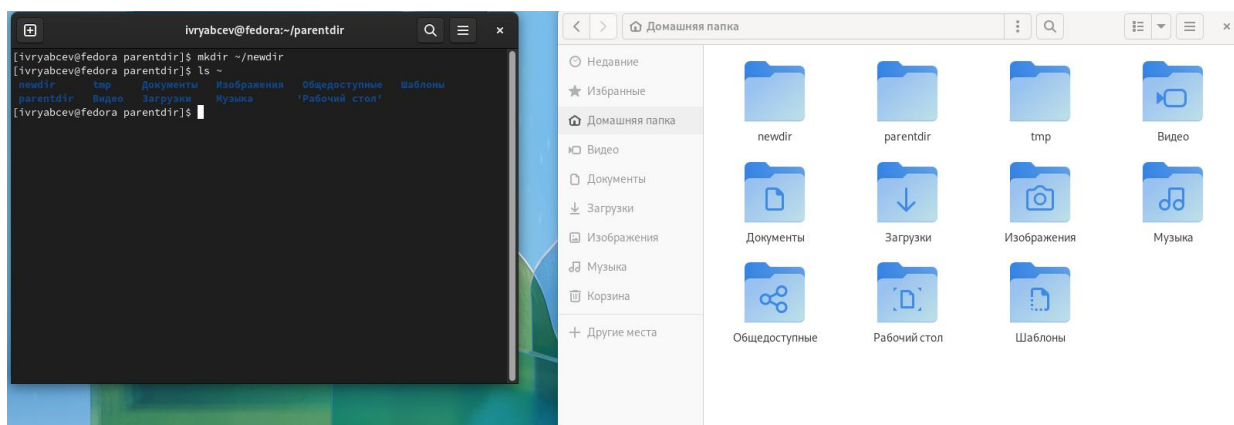 ivryabcev@fedora:~/parentdir
[ivryabcev@fedora parentdir]$ mkdir ~/newdir
[ivryabcev@fedora parentdir]$ ls ~
newdir tmp Документы Изображения Общедоступные Шаблоны
parentdir Видео Загрузки Музыка 'Рабочий стол'
[ivryabcev@fedora parentdir]$
Домашняя папка
Недавние
Избранные
Домашняя папка
Видео
Документы
Загрузки
Изображения
Музыка
Корзина
Другие места
newdir parentdir tmp Видео
Документы Загрузки Изображения Музыка
Общедоступные Рабочий стол Шаблоны